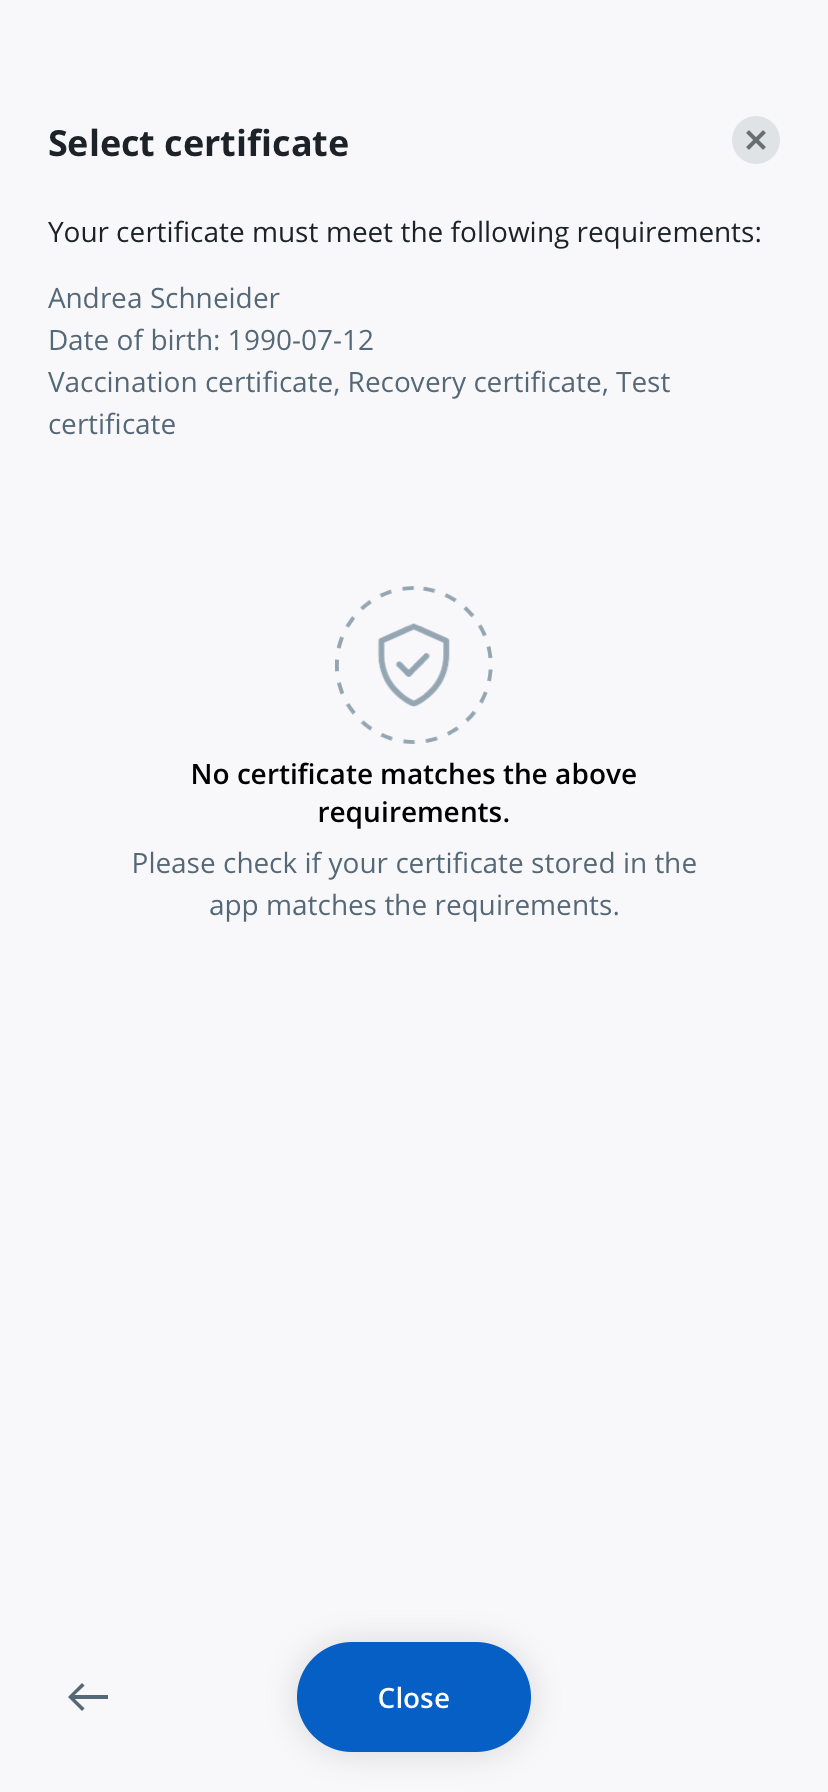 Select certificate
Your certificate must meet the following requirements:
Andrea Schneider
Date of birth: 1990-07-12
Vaccination certificate, Recovery certificate, Test
certificate
No certificate matches the above
requirements.
Please check if your certificate stored in the
app matches the requirements.
Close